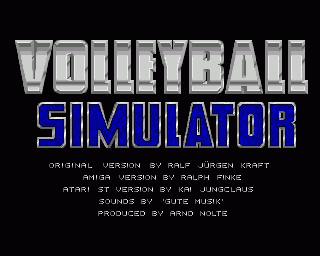 VOLLEYBALL
SIMULATOR
ORIGINAL VERSION BY RALF JÜRGEN KRAFT
AMIGA VERSION BY RALPH FINKE
ATARI ST VERSION BY KAI JUNGCLAUS
SOUNDS BY 'GUTE MUSIK'
PRODUCED BY ARNO NOLTE